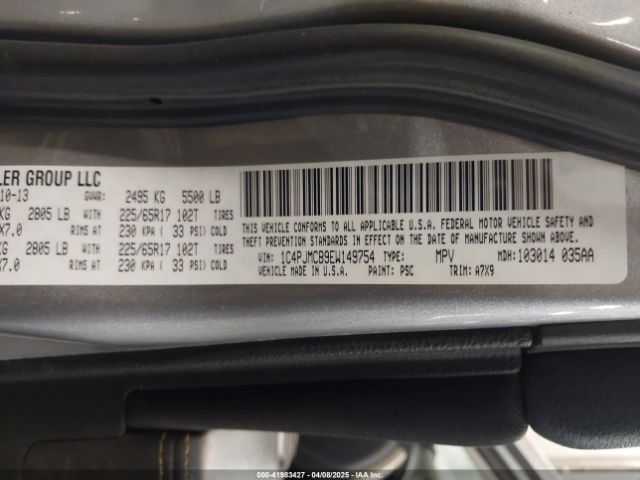 LER GROUP LLC
10-13 GVWR: 2495 KG 5500 LB
KG 2805 LB WITH 225/65R17 102T TIRES
X7.0 RIMS AT 230 KPA ( 33 PSI) COLD
KG 2805 LB WITH 225/65R17 102T TIRES
X7.0 RIMS AT 230 KPA ( 33 PSI) COLD
THIS VEHICLE CONFORMS TO ALL APPLICABLE U.S.A. FEDERAL MOTOR VEHICLE SAFETY AND
THEFT PREVENTION STANDARDS IN EFFECT ON THE DATE OF MANUFACTURE SHOWN ABOVE
VIN: 1C4PJMCB9EW149754 TYPE: MPV MDH: 103014 035AA
VEHICLE MADE IN U.S.A. PAINT: PSC TRIM: A7X9
000-41983427 - 04/08/2025 - IAAI.COM